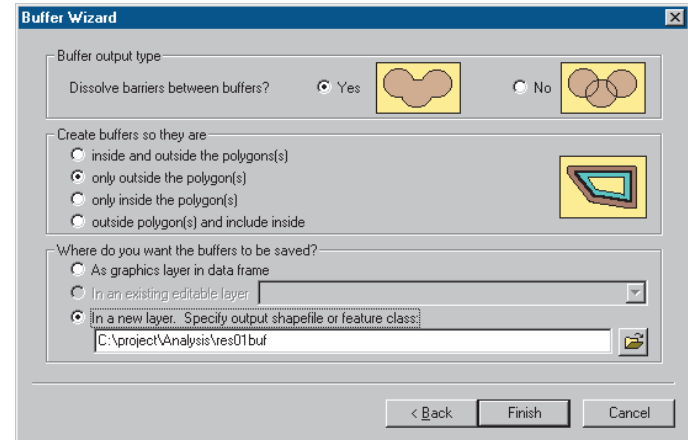 Buffer Wizard
Buffer output type
Dissolve barriers between buffers?
Yes
No
Create buffers so they are
inside and outside the polygons(s)
only outside the polygon(s)
only inside the polygon(s)
outside polygon(s) and include inside
Where do you want the buffers to be saved?
As graphics layer in data frame
In an existing editable layer
In a new layer. Specify output shapefile or feature class:
C:\project\Analysis\res01buf
< Back
Finish
Cancel